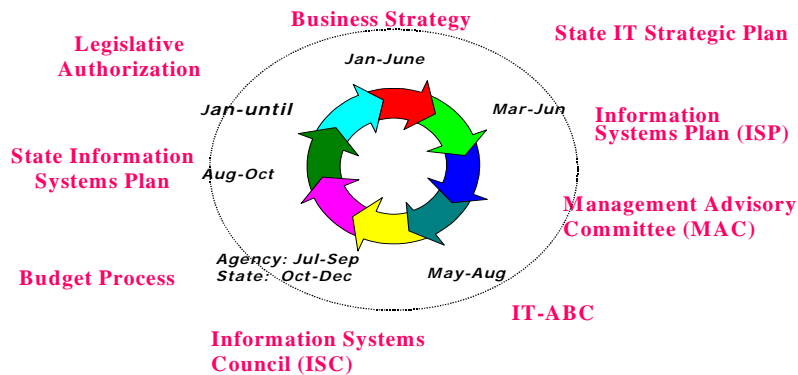 Business Strategy
State IT Strategic Plan
Legislative
Authorization
Jan-June
Jan-until
Mar-Jun
Information
Systems Plan (ISP)
State Information
Systems Plan
Aug-Oct
Management Advisory
Committee (MAC)
Agency: Jul-Sep
State: Oct-Dec
May-Aug
Budget Process
IT-ABC
Information Systems
Council (ISC)